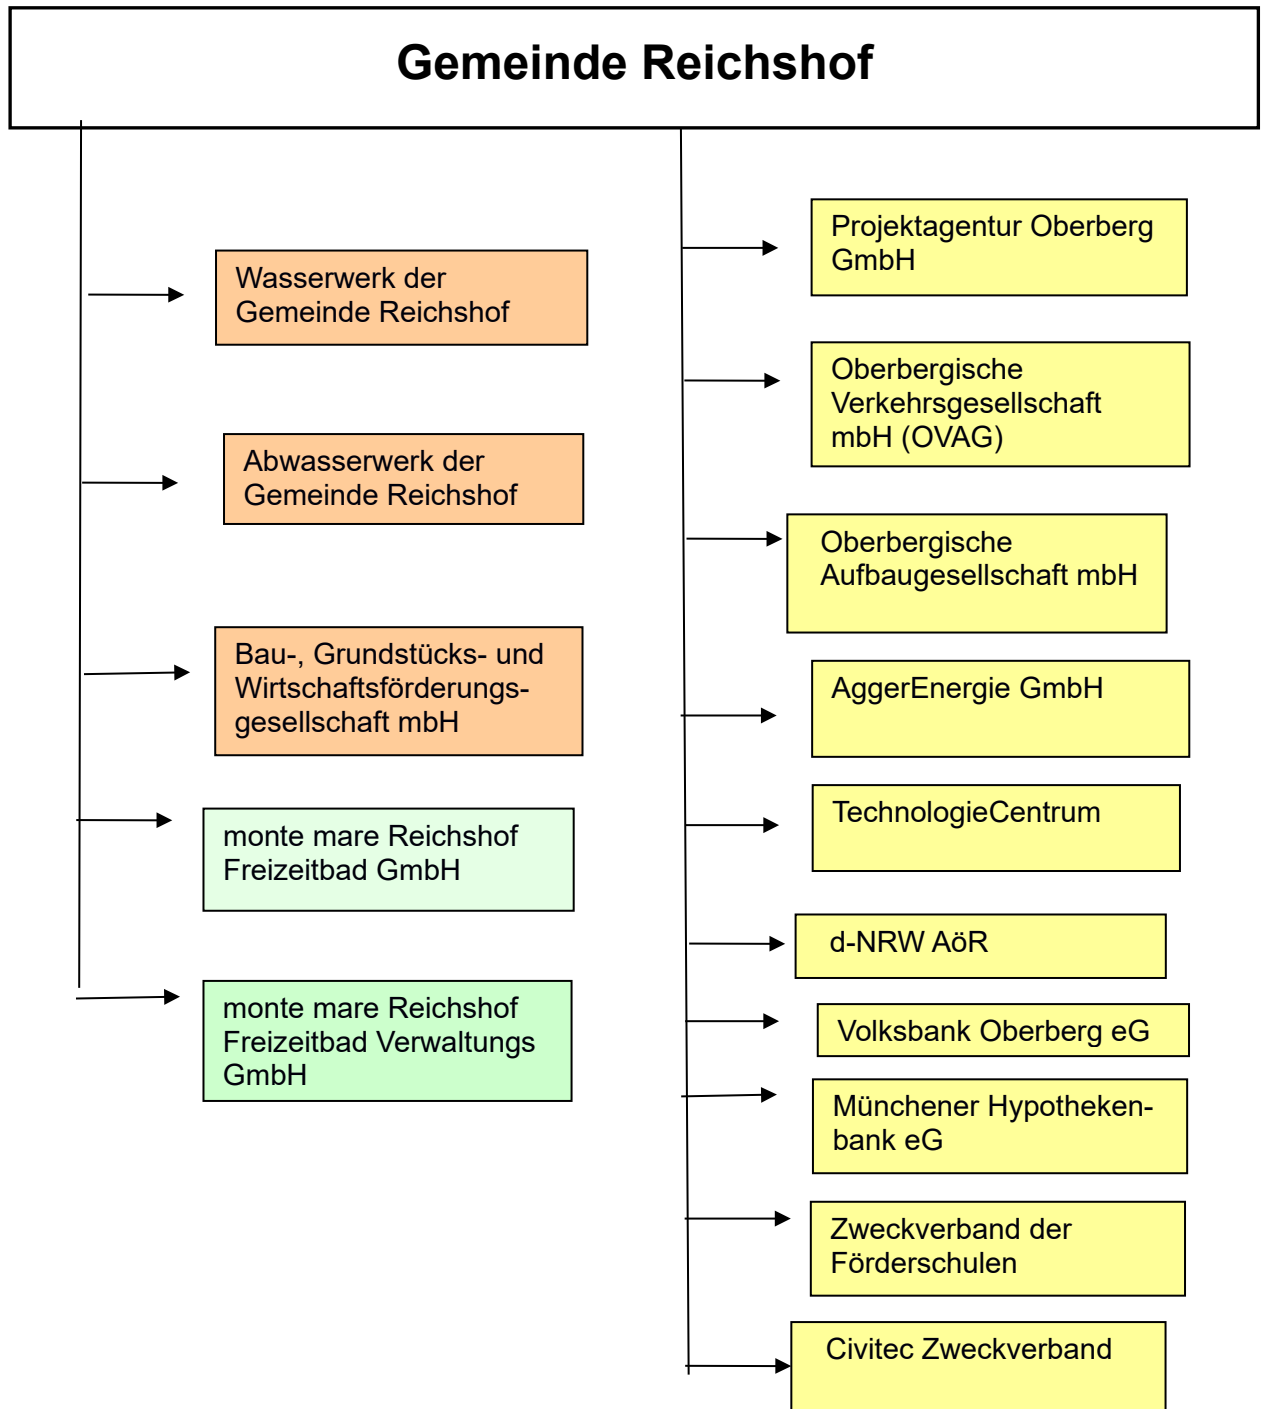 Gemeinde Reichshof
Wasserwerk der
Gemeinde Reichshof
Abwasserwerk der
Gemeinde Reichshof
Bau-, Grundstücks- und
Wirtschaftsförderungs-
gesellschaft mbH
monte mare Reichshof
Freizeitbad GmbH
monte mare Reichshof
Freizeitbad Verwaltungs
GmbH
Projektagentur Oberberg
GmbH
Oberbergische
Verkehrsgesellschaft
mbH (OVAG)
Oberbergische
Aufbaugesellschaft mbH
AggerEnergie GmbH
TechnologieCentrum
d-NRW AöR
Volksbank Oberberg eG
Münchener Hypotheken-
bank eG
Zweckverband der
Förderschulen
Civitec Zweckverband